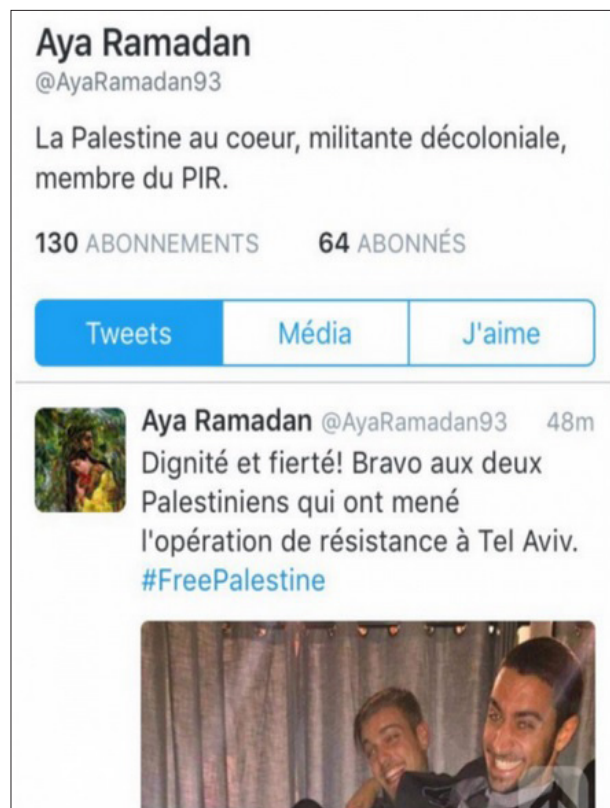 Aya Ramadan
@AyaRamadan93
La Palestine au coeur, militante décoloniale,
membre du PIR.
130 ABONNEMENTS 64 ABONNÉS
Tweets Média J'aime
Aya Ramadan @AyaRamadan93 48m
Dignité et fierté! Bravo aux deux
Palestiniens qui ont mené
l'opération de résistance à Tel Aviv.
#FreePalestine